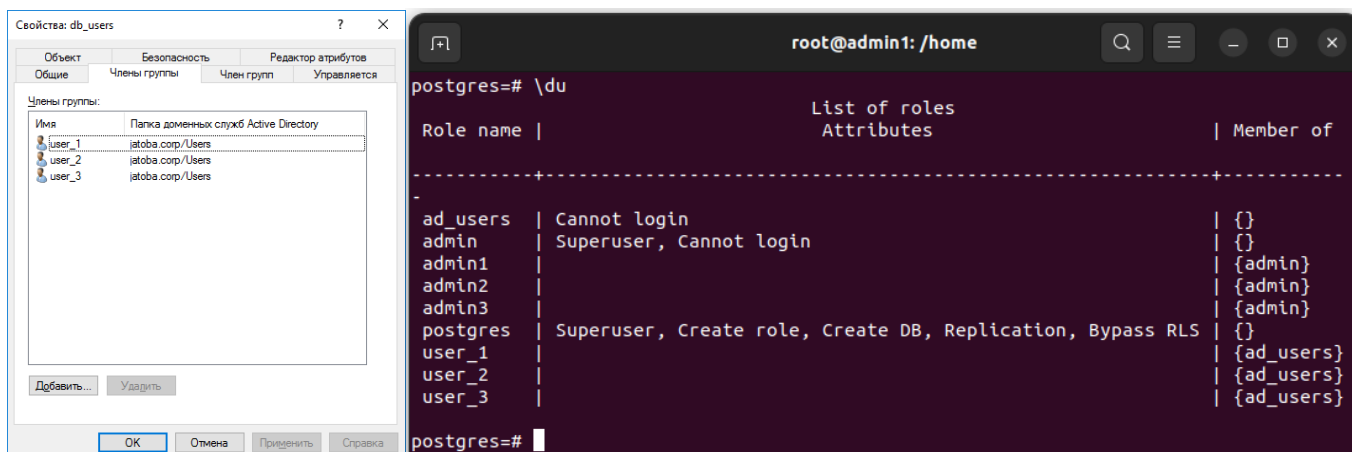 Свойства: db_users ? ×
Объект Безопасность Редактор атрибутов
Общие Члены группы Член групп Управляется
Члены группы:
Имя Папка доменных служб Active Directory
user_1 jatoba.corp/Users
user_2 jatoba.corp/Users
user_3 jatoba.corp/Users
Добавить... Удалить
OK Отмена Применить Справка
root@admin1: /home
postgres=# \du
List of roles
Role name | Attributes | Member of
-----------+------------------------------------------------------------+-----------
-
ad_users | Cannot login | {}
admin | Superuser, Cannot login | {}
admin1 | | {admin}
admin2 | | {admin}
admin3 | | {admin}
postgres | Superuser, Create role, Create DB, Replication, Bypass RLS | {}
user_1 | | {ad_users}
user_2 | | {ad_users}
user_3 | | {ad_users}
postgres=#